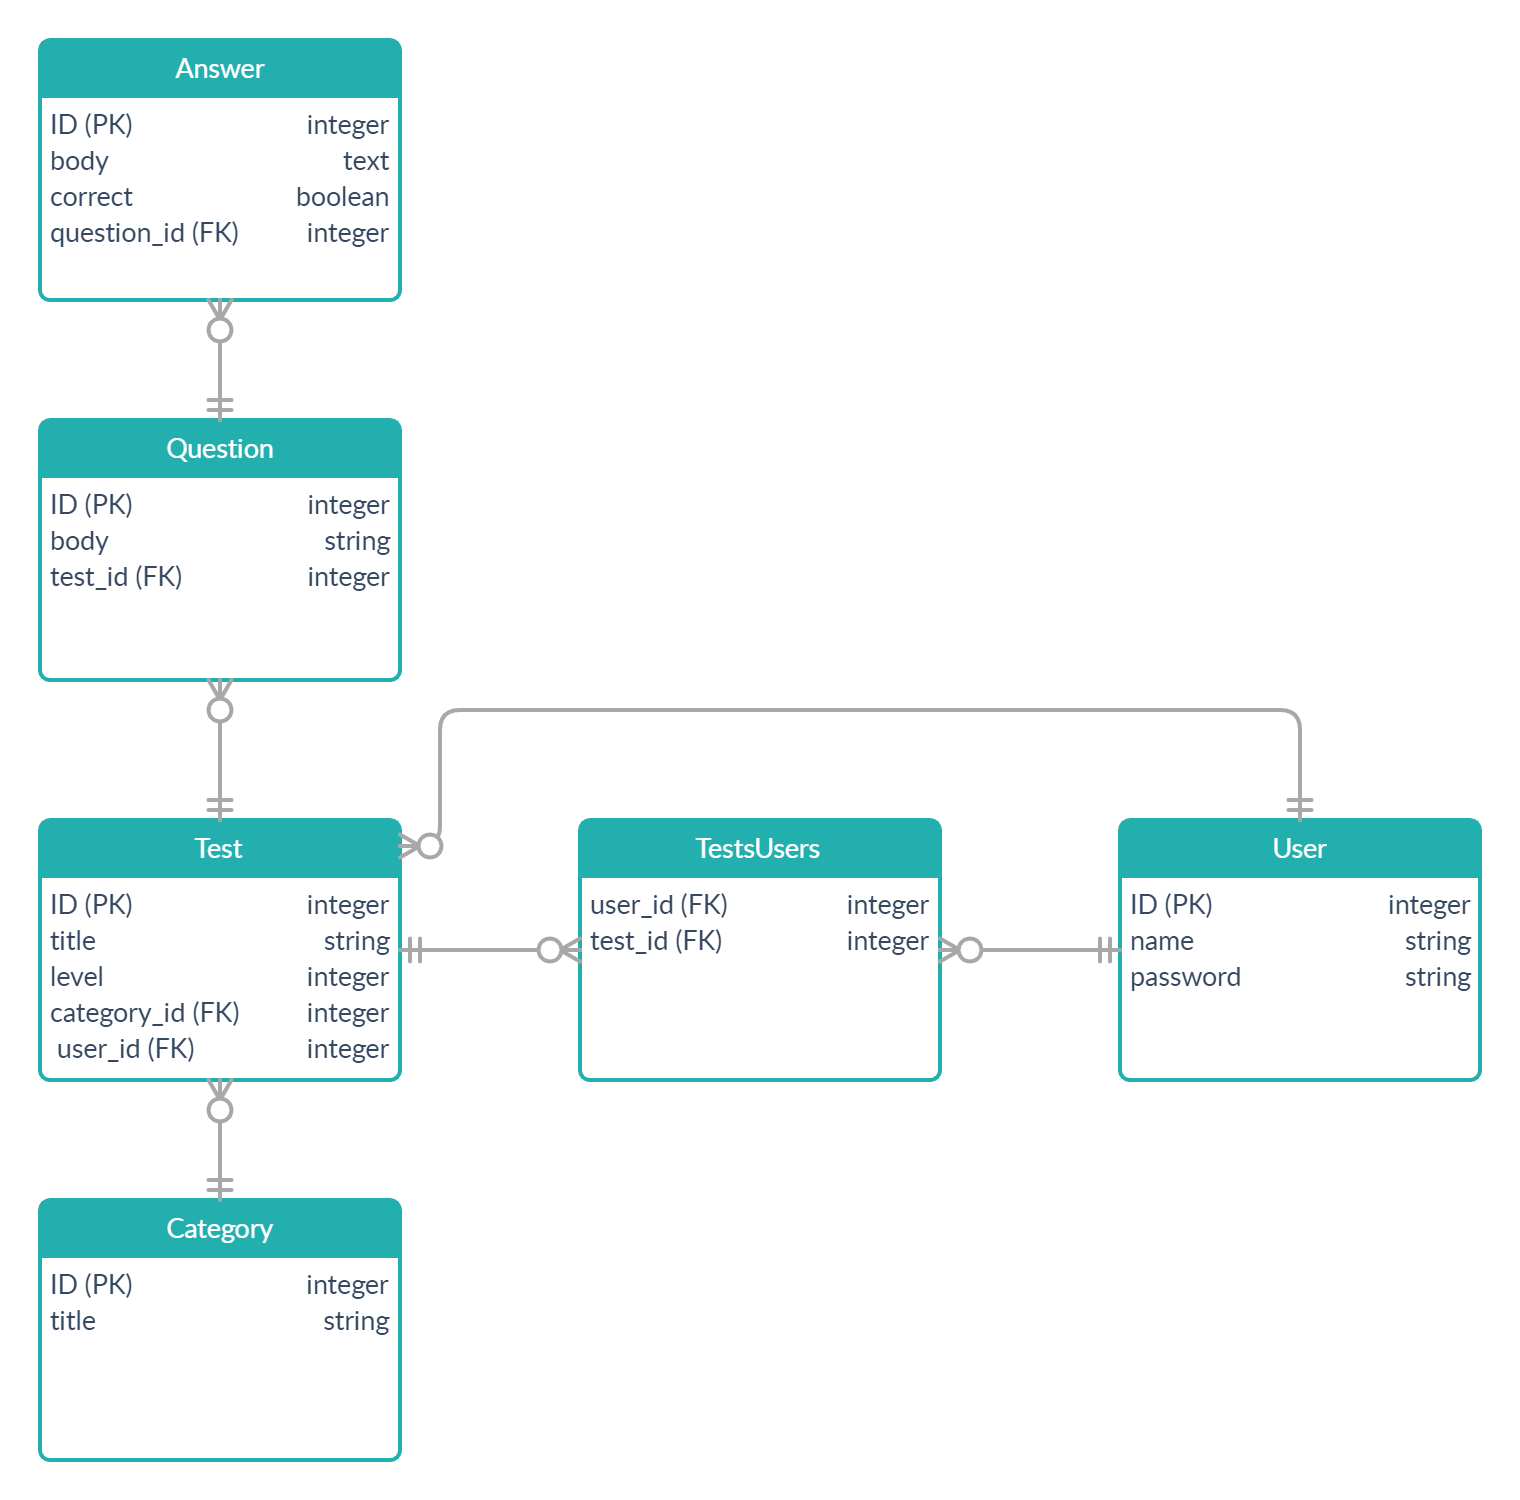 Answer
ID (PK) integer
body text
correct boolean
question_id (FK) integer
Question
ID (PK) integer
body string
test_id (FK) integer
Test
ID (PK) integer
title string
level integer
category_id (FK) integer
user_id (FK) integer
TestsUsers
user_id (FK) integer
test_id (FK) integer
User
ID (PK) integer
name string
password string
Category
ID (PK) integer
title string